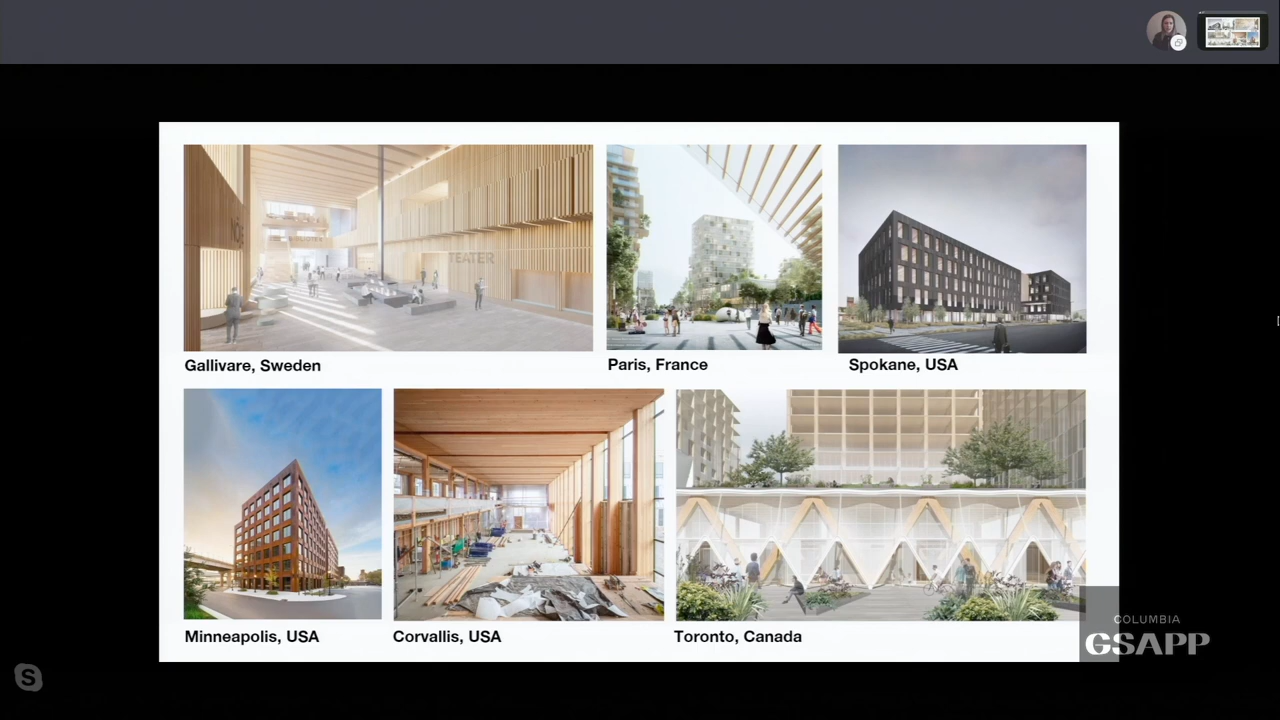 TEATER
Gallivare, Sweden
Paris, France
Spokane, USA
Minneapolis, USA
Corvallis, USA
Toronto, Canada
COLUMBIA
GSAPP
S